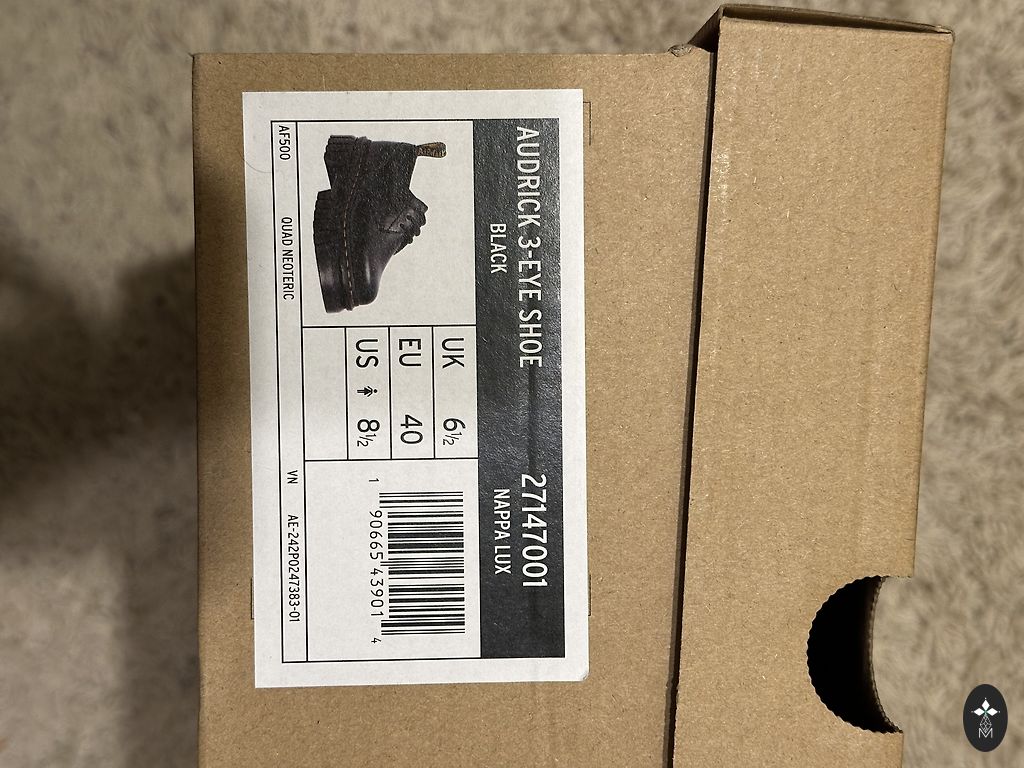 AUDRICK 3-EYE SHOE 27147001
BLACK NAPPA LUX
UK 6½
EU 40
US 8½
1 90665 43901 4
AF500 QUAD NEOTERIC VN AE-242P0247383-01